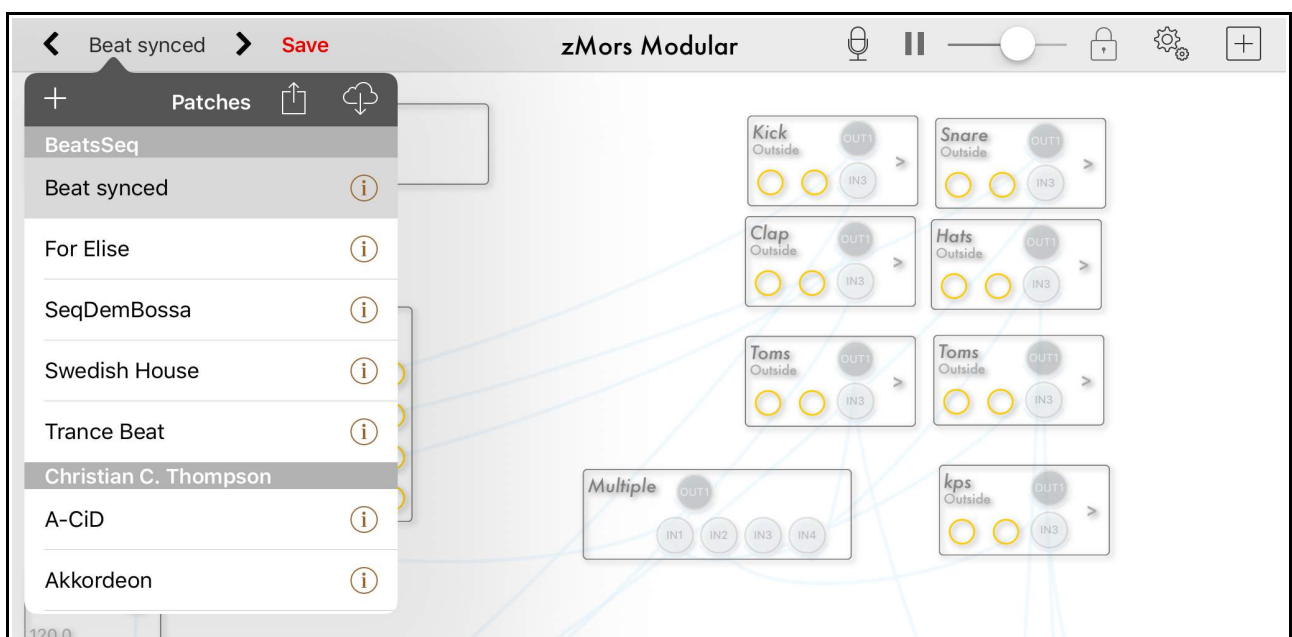 Beat synced Save zMors Modular
Patches
BeatsSeq
Beat synced
For Elise
SeqDemBossa
Swedish House
Trance Beat
Christian C. Thompson
A-CiD
Akkordeon
Kick OUT1
Outside
IN3 >
Snare OUT1
Outside
IN3 >
Clap OUT1
Outside
IN3 >
Hats OUT1
Outside
IN3 >
Toms OUT1
Outside
IN3 >
Toms OUT1
Outside
IN3 >
Multiple OUT1
IN1 IN2 IN3 IN4
kps OUT1
Outside
IN3 >
120.0